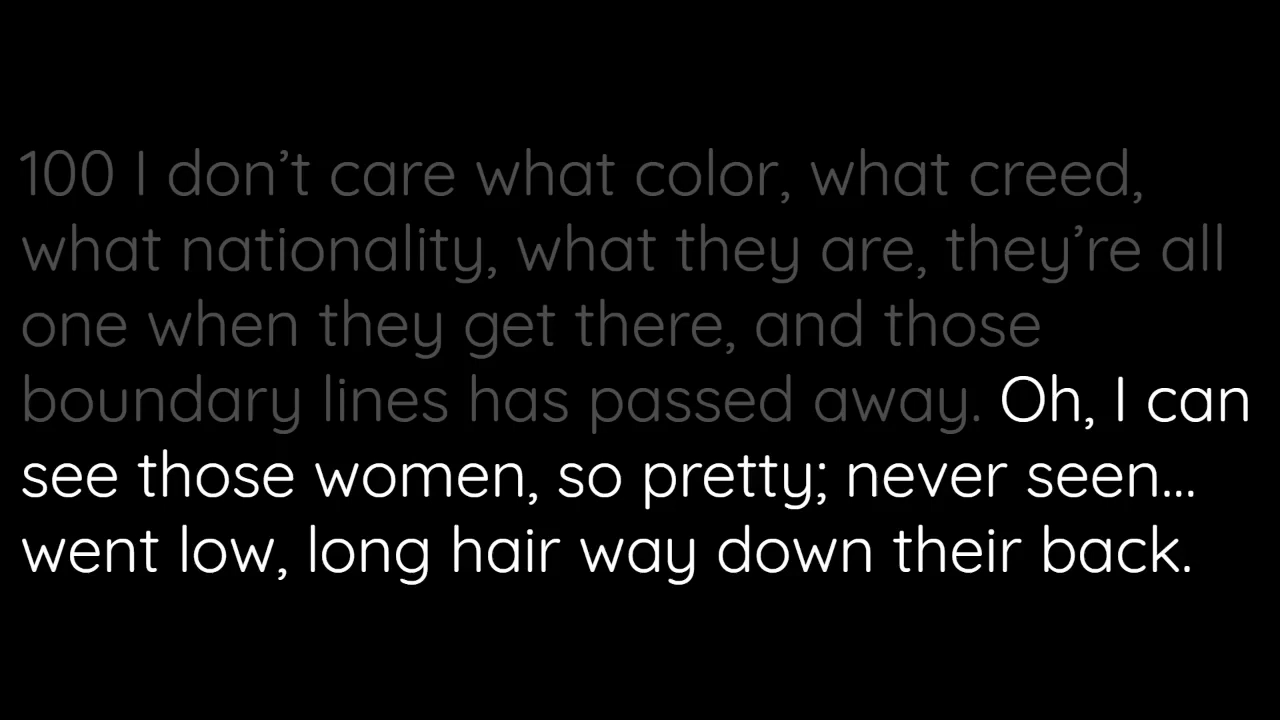 100 I don’t care what color, what creed,
what nationality, what they are, they’re all
one when they get there, and those
boundary lines has passed away. Oh, I can
see those women, so pretty; never seen...
went low, long hair way down their back.